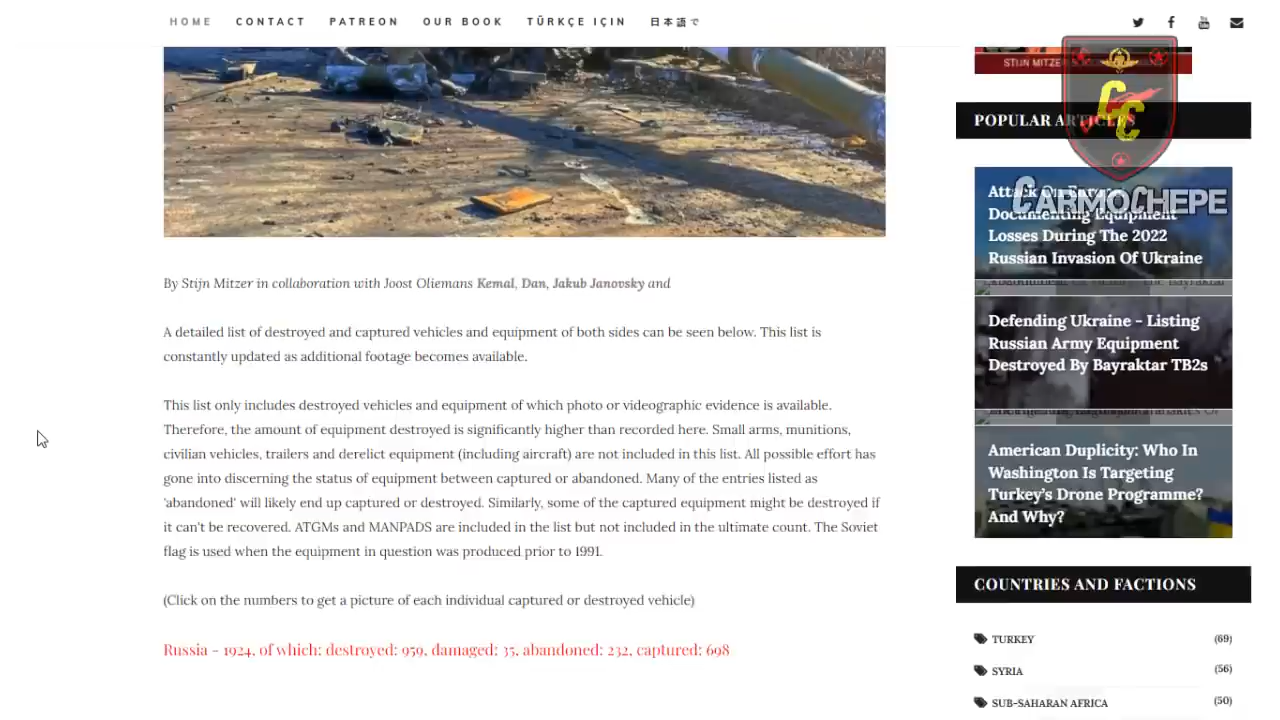 HOME CONTACT PATREON OUR BOOK TÜRKÇE IÇIN 日本語で
STIJN MITZER
By Stijn Mitzer in collaboration with Joost Oliemans Kemal, Dan, Jakub Janovsky and
A detailed list of destroyed and captured vehicles and equipment of both sides can be seen below. This list is
constantly updated as additional footage becomes available.
This list only includes destroyed vehicles and equipment of which photo or videographic evidence is available.
Therefore, the amount of equipment destroyed is significantly higher than recorded here. Small arms, munitions,
civilian vehicles, trailers and derelict equipment (including aircraft) are not included in this list. All possible effort has
gone into discerning the status of equipment between captured or abandoned. Many of the entries listed as
'abandoned' will likely end up captured or destroyed. Similarly, some of the captured equipment might be destroyed if
it can't be recovered. ATGMs and MANPADS are included in the list but not included in the ultimate count. The Soviet
flag is used when the equipment in question was produced prior to 1991.
(Click on the numbers to get a picture of each individual captured or destroyed vehicle)
Russia - 1924, of which: destroyed: 959, damaged: 35, abandoned: 232, captured: 698
CC
CARMOCHEPE
POPULAR ARTICLES
Attack On Europe:
Documenting Equipment
Losses During The 2022
Russian Invasion Of Ukraine
Defending Ukraine - Listing
Russian Army Equipment
Destroyed By Bayraktar TB2s
American Duplicity: Who In
Washington Is Targeting
Turkey's Drone Programme?
And Why?
COUNTRIES AND FACTIONS
TURKEY (69)
SYRIA (56)
SUB-SAHARAN AFRICA (50)